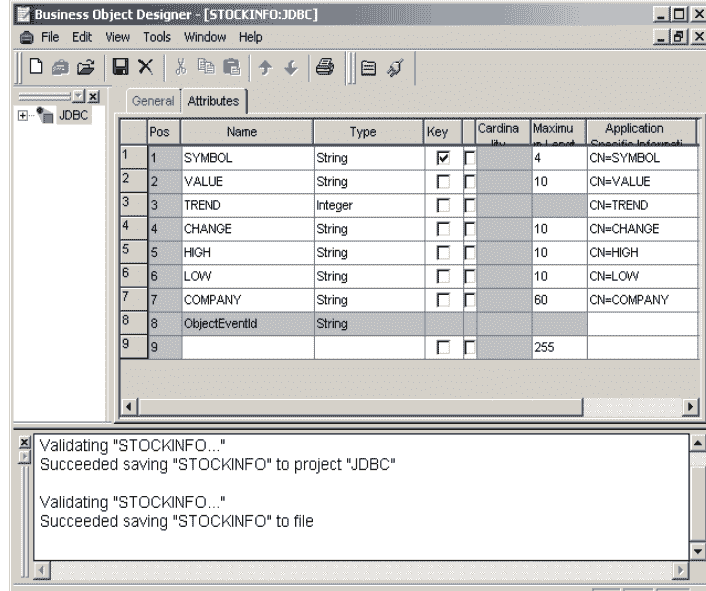 Business Object Designer - [STOCKINFO:JDBC]
File Edit View Tools Window Help
JDBC
General Attributes
Pos Name Type Key Cardinality Maximu Application
1 1 SYMBOL String 4 CN=SYMBOL
2 2 VALUE String 10 CN=VALUE
3 3 TREND Integer CN=TREND
4 4 CHANGE String 10 CN=CHANGE
5 5 HIGH String 10 CN=HIGH
6 6 LOW String 10 CN=LOW
7 7 COMPANY String 60 CN=COMPANY
8 8 ObjectEventId String
9 9 255
Validating "STOCKINFO..."
Succeeded saving "STOCKINFO" to project "JDBC"
Validating "STOCKINFO..."
Succeeded saving "STOCKINFO" to file